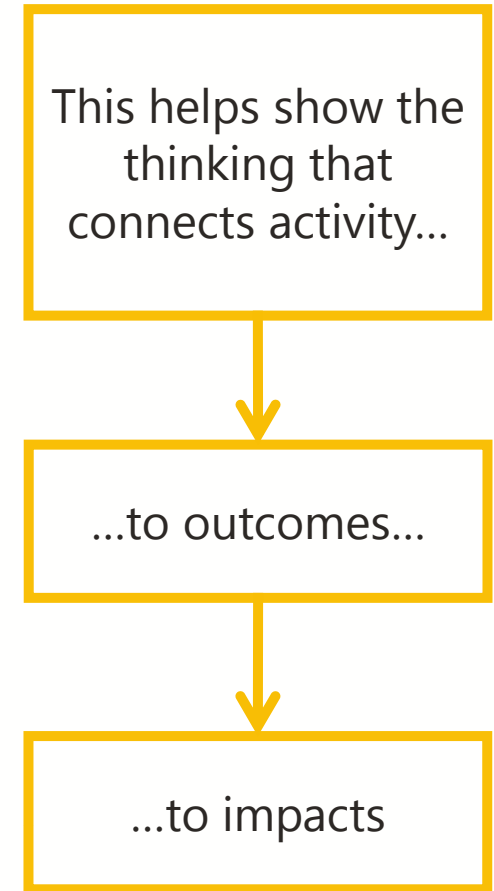 This helps show the
thinking that
connects activity...
...to outcomes...
...to impacts